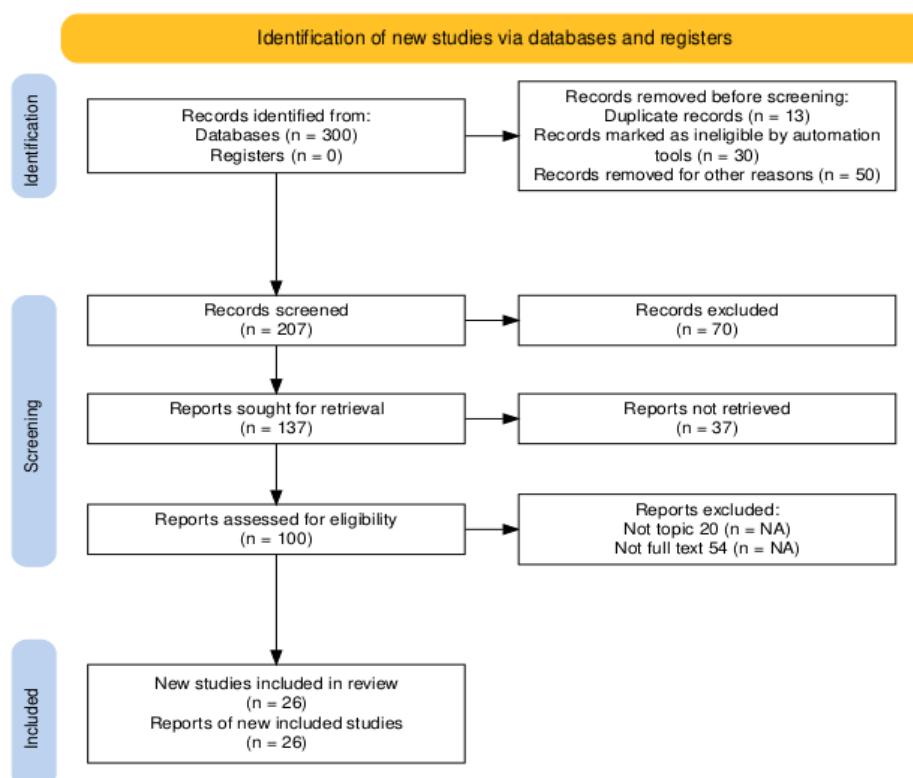 Identification of new studies via databases and registers
Identification
Records identified from:
Databases (n = 300)
Registers (n = 0)
Records removed before screening:
Duplicate records (n = 13)
Records marked as ineligible by automation
tools (n = 30)
Records removed for other reasons (n = 50)
Screening
Records screened
(n = 207)
Records excluded
(n = 70)
Reports sought for retrieval
(n = 137)
Reports not retrieved
(n = 37)
Reports assessed for eligibility
(n = 100)
Reports excluded:
Not topic 20 (n = NA)
Not full text 54 (n = NA)
Included
New studies included in review
(n = 26)
Reports of new included studies
(n = 26)